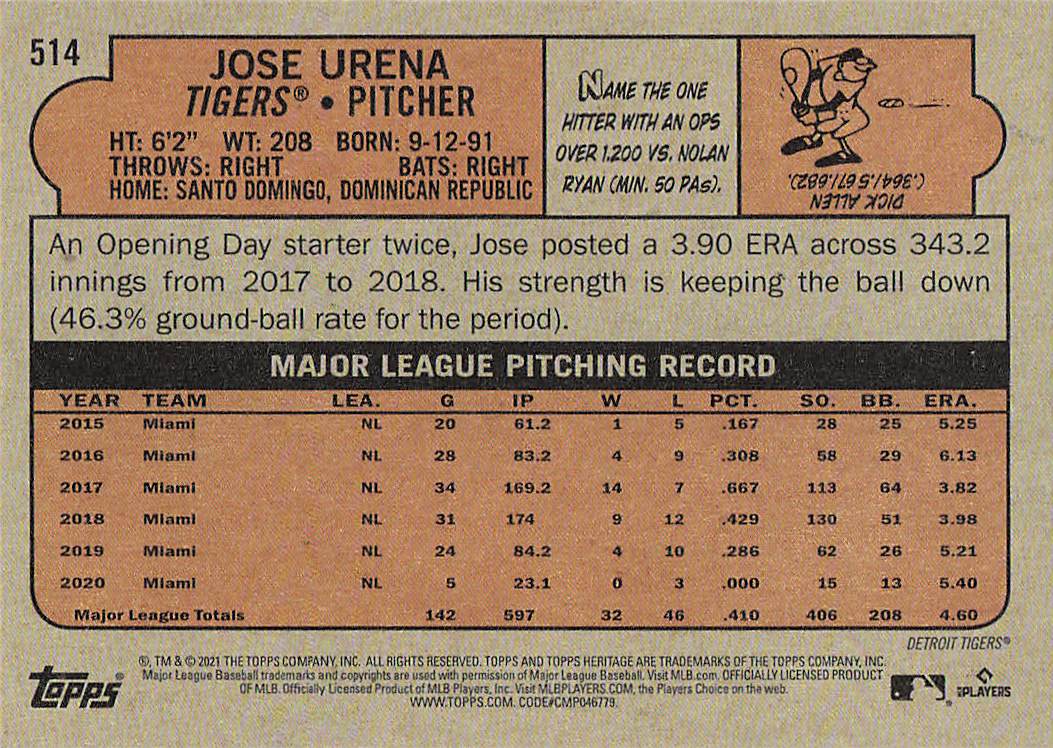 514
JOSE URENA
TIGERS® • PITCHER
HT: 6'2" WT: 208 BORN: 9-12-91
THROWS: RIGHT BATS: RIGHT
HOME: SANTO DOMINGO, DOMINICAN REPUBLIC
NAME THE ONE
HITTER WITH AN OPS
OVER 1.200 VS. NOLAN
RYAN (MIN. 50 PAs).
DICK ALLEN
(.394/.567/.682).
An Opening Day starter twice, Jose posted a 3.90 ERA across 343.2
innings from 2017 to 2018. His strength is keeping the ball down
(46.3% ground-ball rate for the period).
MAJOR LEAGUE PITCHING RECORD
YEAR TEAM LEA. G IP W L PCT. SO. BB. ERA.
2015 Miami NL 20 61.2 1 5 .167 28 25 5.25
2016 Miami NL 28 83.2 4 9 .308 58 29 6.13
2017 Miami NL 34 169.2 14 7 .667 113 64 3.82
2018 Miami NL 31 174 9 12 .429 130 51 3.98
2019 Miami NL 24 84.2 4 10 .286 62 26 5.21
2020 Miami NL 5 23.1 0 3 .000 15 13 5.40
Major League Totals 142 597 32 46 .410 406 208 4.60
DETROIT TIGERS®
®, TM & © 2021 THE TOPPS COMPANY, INC. ALL RIGHTS RESERVED. TOPPS AND TOPPS HERITAGE ARE TRADEMARKS OF THE TOPPS COMPANY, INC.
Major League Baseball trademarks and copyrights are used with permission of Major League Baseball. Visit MLB.com. OFFICIALLY LICENSED PRODUCT
OF MLB. Officially Licensed Product of MLB Players, Inc. Visit MLBPLAYERS.COM, the Players Choice on the web.
WWW.TOPPS.COM. CODE#CMP046779.
topps®
MLBPLAYERS